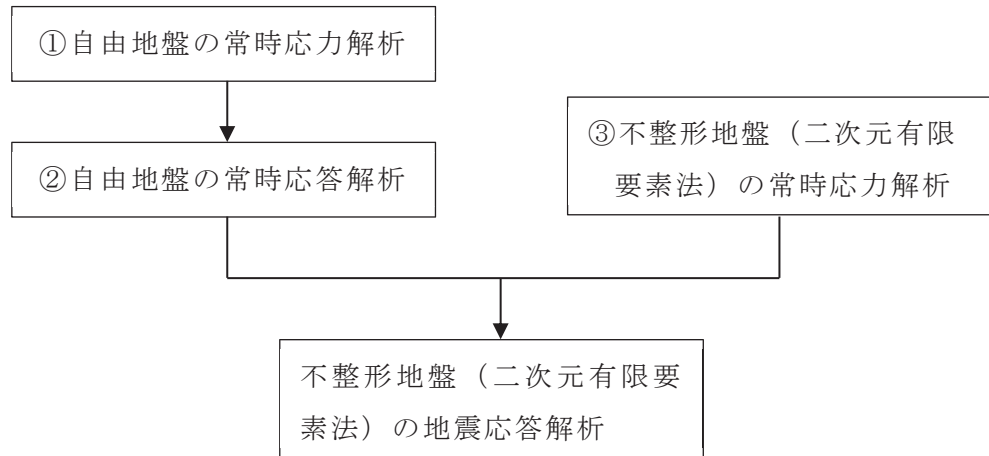 ①自由地盤の常時応力解析
②自由地盤の常時応答解析
③不整形地盤（二次元有限
要素法）の常時応力解析
不整形地盤（二次元有限要
素法）の地震応答解析